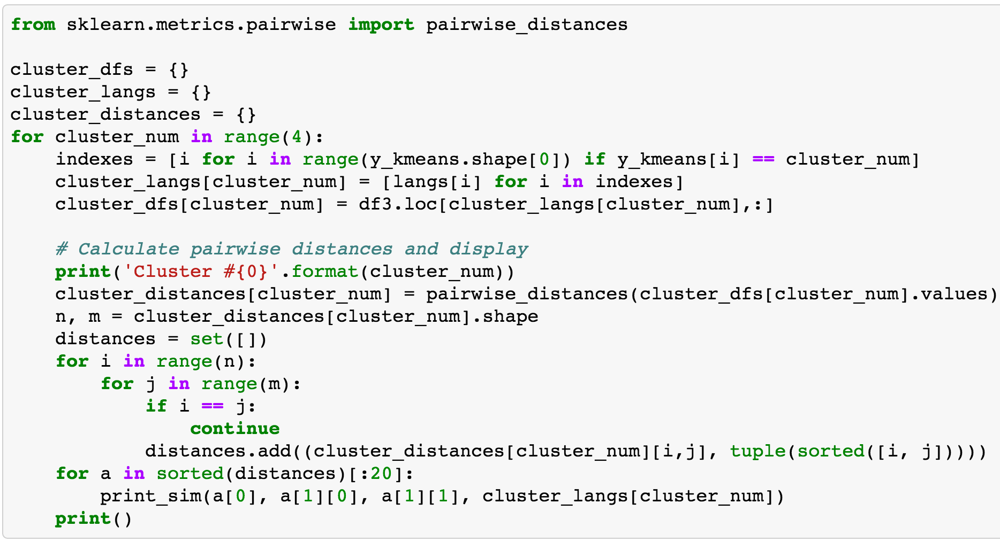 from sklearn.metrics.pairwise import pairwise_distances

cluster_dfs = {}
cluster_langs = {}
cluster_distances = {}
for cluster_num in range(4):
    indexes = [i for i in range(y_kmeans.shape[0]) if y_kmeans[i] == cluster_num]
    cluster_langs[cluster_num] = [langs[i] for i in indexes]
    cluster_dfs[cluster_num] = df3.loc[cluster_langs[cluster_num],:]

    # Calculate pairwise distances and display
    print('Cluster #{0}'.format(cluster_num))
    cluster_distances[cluster_num] = pairwise_distances(cluster_dfs[cluster_num].values)
    n, m = cluster_distances[cluster_num].shape
    distances = set([])
    for i in range(n):
        for j in range(m):
            if i == j:
                continue
            distances.add((cluster_distances[cluster_num][i,j], tuple(sorted([i, j]))))
    for a in sorted(distances)[:20]:
        print_sim(a[0], a[1][0], a[1][1], cluster_langs[cluster_num])
    print()